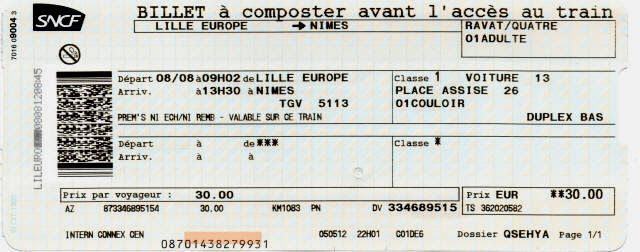 BILLET à composter avant l'accès au train
SNCF
7016 09004 3
LILLE EUROPE → NIMES
RAVAT/QUATRE
01ADULTE
Départ 08/08 à 09H02 de LILLE EUROPE
Classe 1 VOITURE 13
Arriv. à 13H30 à NIMES
PLACE ASSISE 26
TGV 5113
01COULOIR
PREM'S NI ECH/NI REMB - VALABLE SUR CE TRAIN
DUPLEX BAS
Départ à de ***
Classe *
Arriv. à à
Prix par voyageur : 30.00
Prix EUR **30.00
AZ 873346895154 30.00 KM1083 PN DV 334689515
TS 362020582
INTERN CONNEX CEN
050512 22H01 C01DE6 Dossier QSEHYA Page 1/1
08701438279931